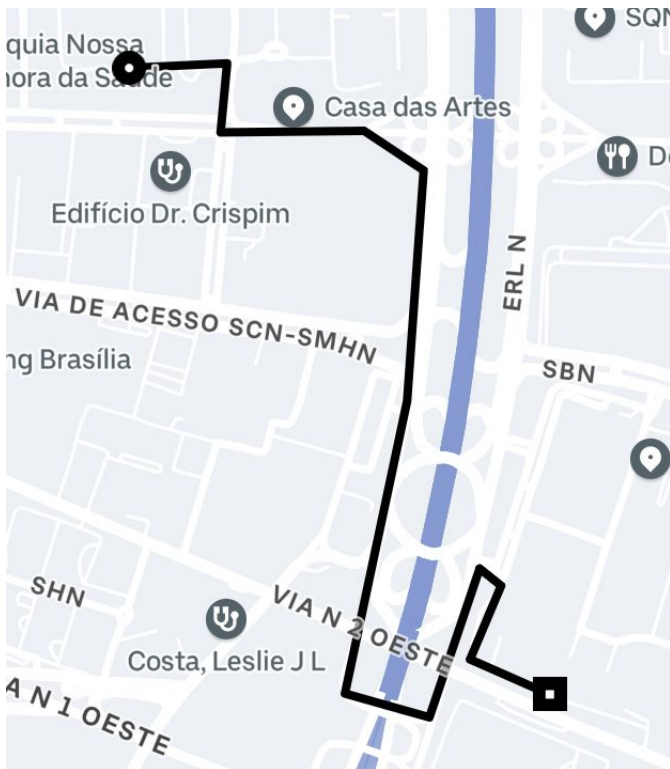 SQN
quia Nossa
hora da Saúde
Casa das Artes
Edifício Dr. Crispim
ERL N
VIA DE ACESSO SCN-SMHN
ng Brasília
SBN
SHN
VIA N 2 OESTE
Costa, Leslie J L
A N 1 OESTE